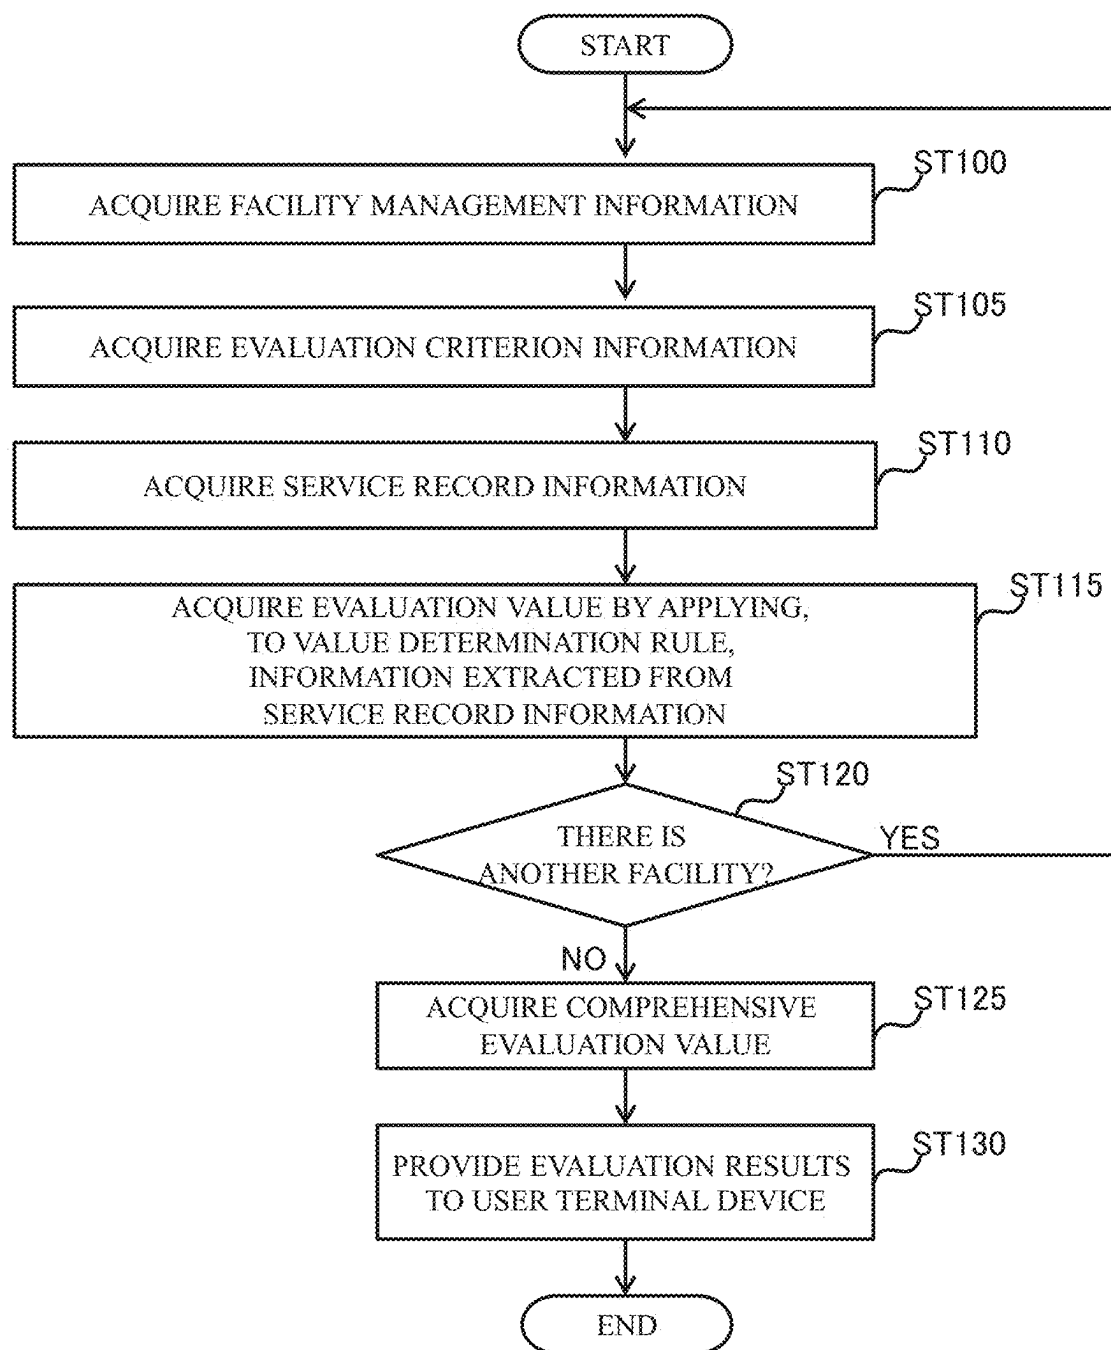 START
ST100
ACQUIRE FACILITY MANAGEMENT INFORMATION
ST105
ACQUIRE EVALUATION CRITERION INFORMATION
ST110
ACQUIRE SERVICE RECORD INFORMATION
ST115
ACQUIRE EVALUATION VALUE BY APPLYING,
TO VALUE DETERMINATION RULE,
INFORMATION EXTRACTED FROM
SERVICE RECORD INFORMATION
ST120
THERE IS
ANOTHER FACILITY?
YES
NO
ST125
ACQUIRE COMPREHENSIVE
EVALUATION VALUE
ST130
PROVIDE EVALUATION RESULTS
TO USER TERMINAL DEVICE
END